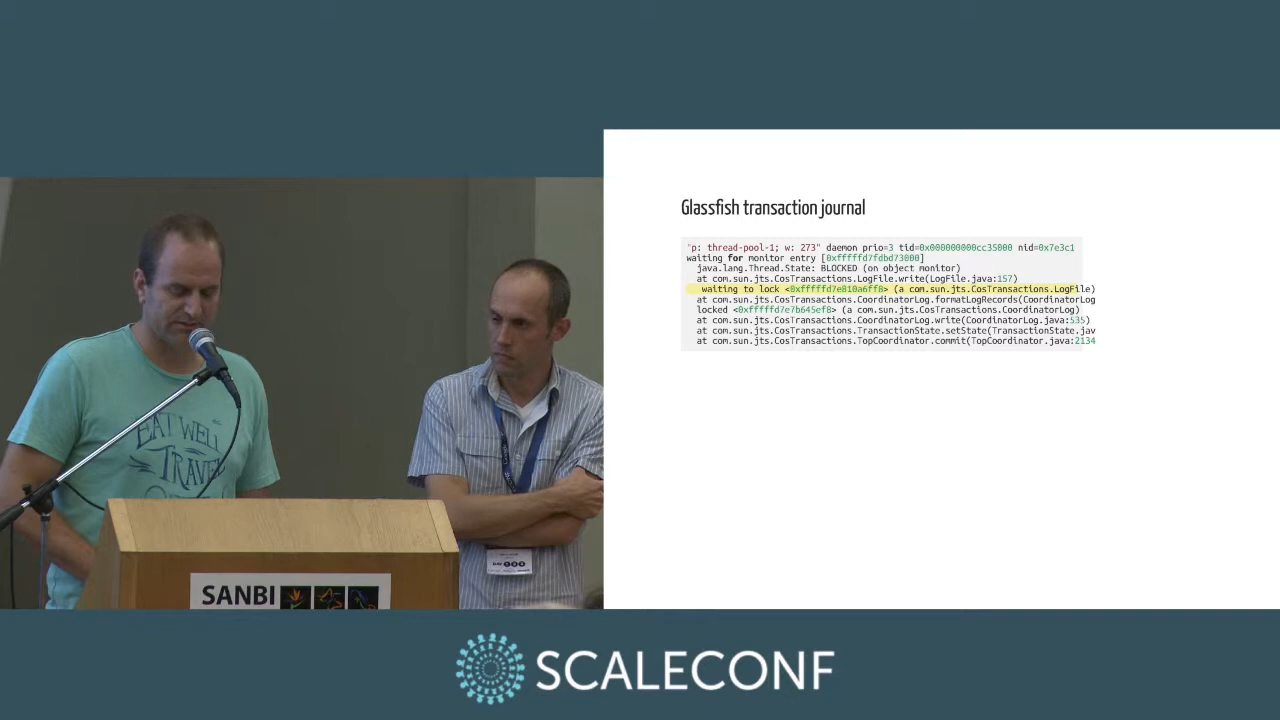 Glassfish transaction journal
"p: thread-pool-1; w: 273" daemon prio=3 tid=0x000000000cc35800 nid=0x7e3c1
waiting for monitor entry [0xfffffd7fdbd73000]
java.lang.Thread.State: BLOCKED (on object monitor)
at com.sun.jts.CosTransactions.LogFile.write(LogFile.java:157)
waiting to lock <0xfffffd7e810a6ff8> (a com.sun.jts.CosTransactions.LogFile)
at com.sun.jts.CosTransactions.CoordinatorLog.formatLogRecords(CoordinatorLog
locked <0xfffffd7e7b645ef8> (a com.sun.jts.CosTransactions.CoordinatorLog)
at com.sun.jts.CosTransactions.CoordinatorLog.write(CoordinatorLog.java:535)
at com.sun.jts.CosTransactions.TransactionState.setState(TransactionState.jav
at com.sun.jts.CosTransactions.TopCoordinator.commit(TopCoordinator.java:2134
EAT WELL
TRAVEL
SANBI
SCALECONF